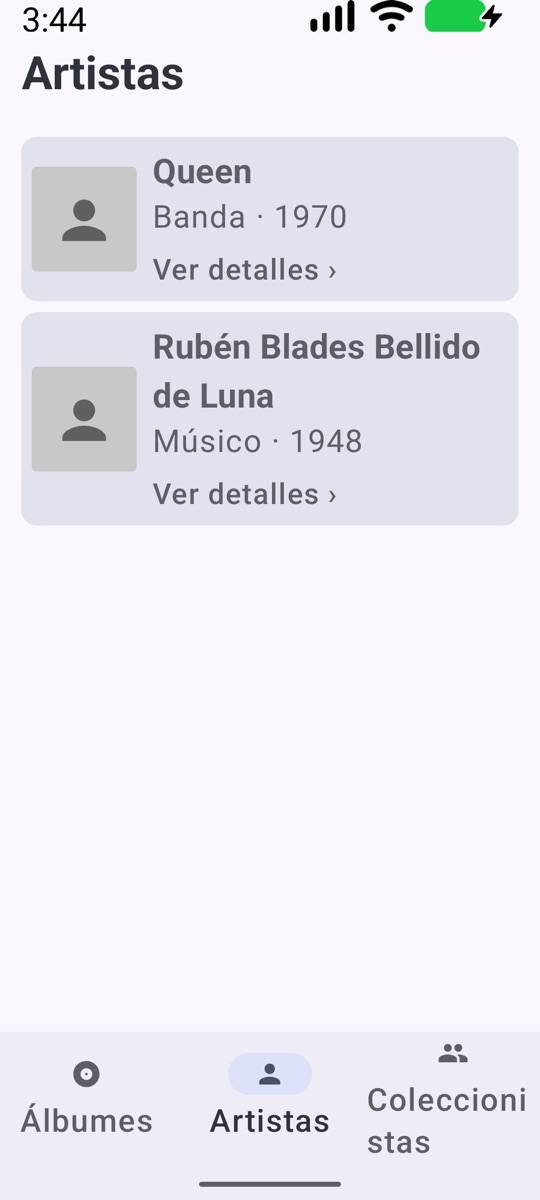 3:44
Artistas
Queen
Banda · 1970
Ver detalles ›
Rubén Blades Bellido
de Luna
Músico · 1948
Ver detalles ›
Álbumes
Artistas
Coleccioni
stas